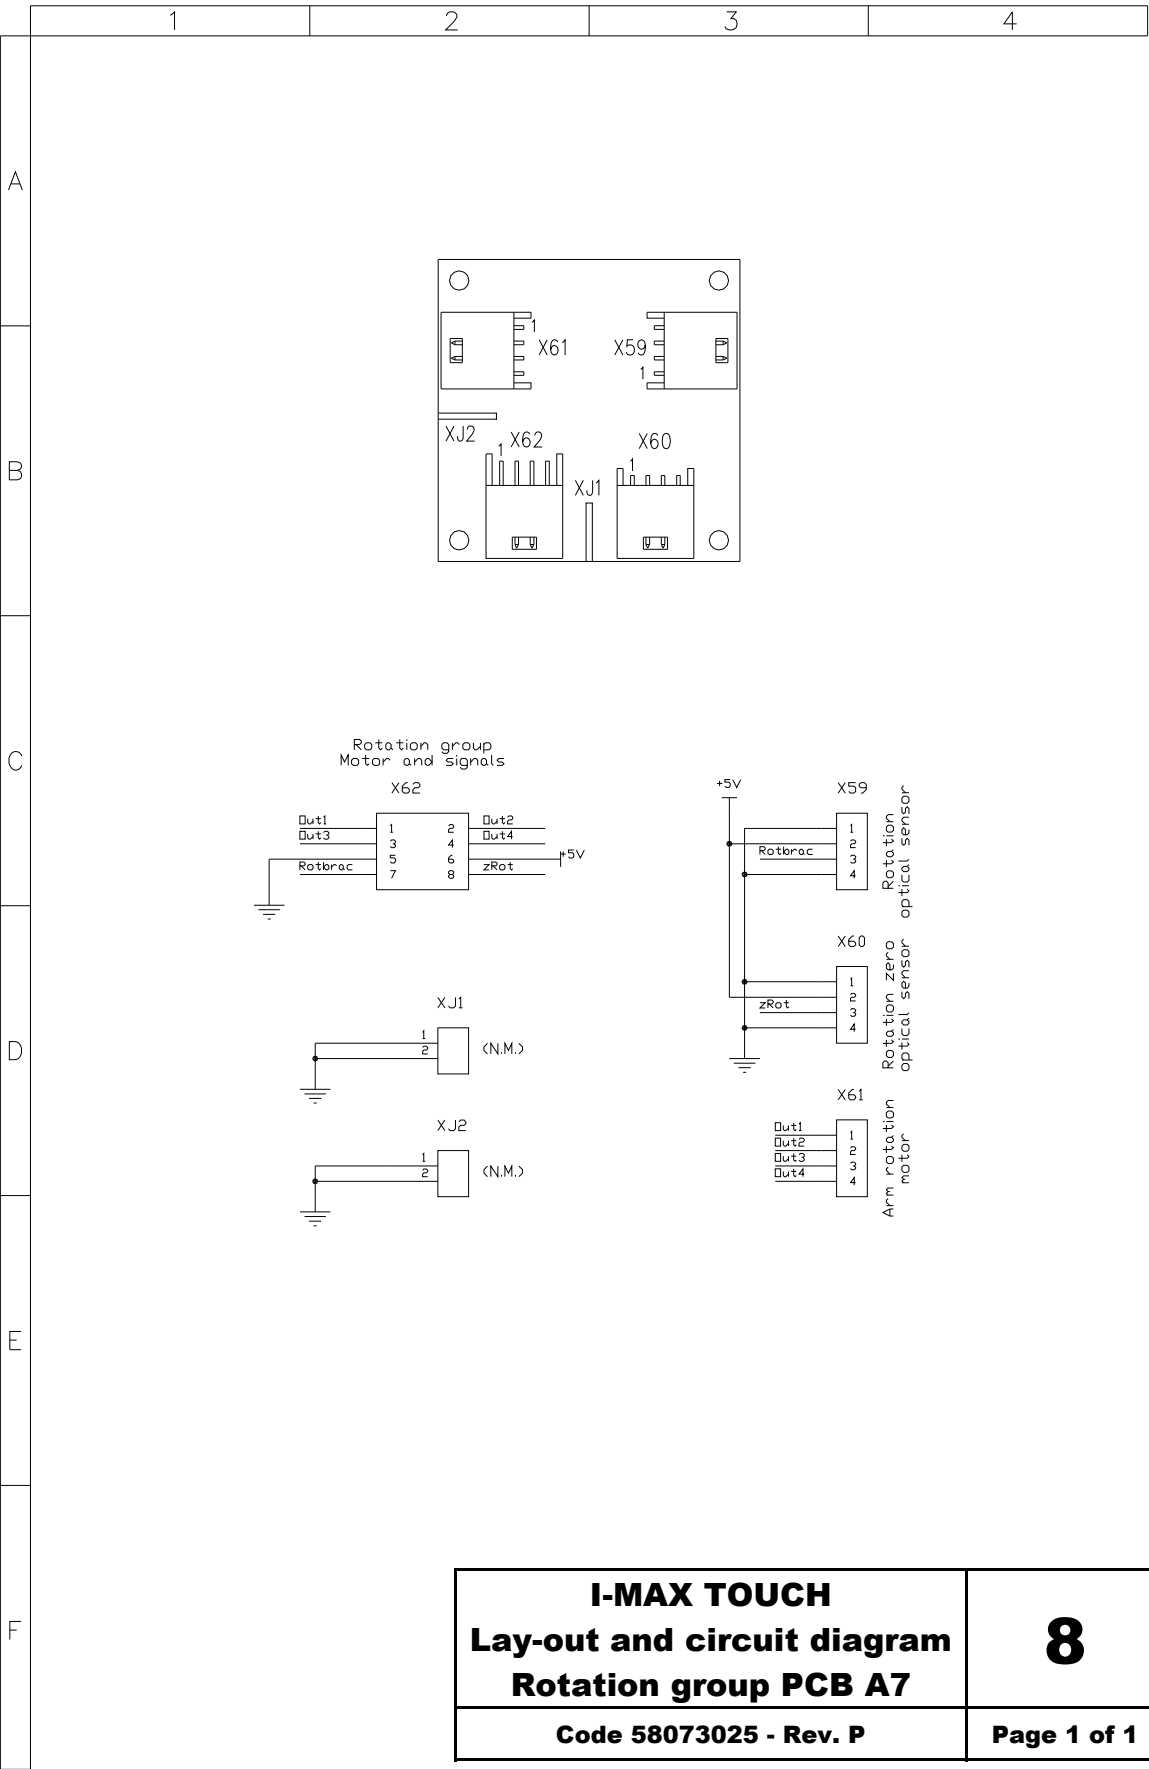 1 2 3 4
A
B
C
D
E
F
1
X61
X59
1
XJ2
1
X62
X60
1
XJ1
Rotation group
Motor and signals
X62
Out1 1 2 Out2
Out3 3 4 Out4
5 6 +5V
Rotbrac 7 8 zRot
XJ1
1
2
(N.M.)
XJ2
1
2
(N.M.)
+5V
X59
1
2
Rotbrac 3
4
Rotation
optical sensor
X60
1
2
zRot 3
4
Rotation zero
optical sensor
X61
Out1 1
Out2 2
Out3 3
Out4 4
Arm rotation
motor
I-MAX TOUCH
Lay-out and circuit diagram
Rotation group PCB A7
8
Code 58073025 - Rev. P
Page 1 of 1